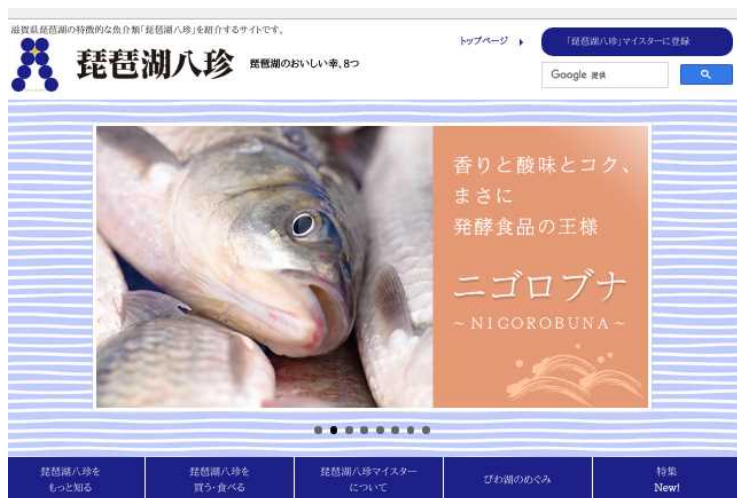 滋賀県琵琶湖の特徴的な魚介類「琵琶湖八珍」を紹介するサイトです。
琵琶湖八珍
琵琶湖のおいしい幸、8つ
トップページ
「琵琶湖八珍」マイスターに登録
Google 提供
香りと酸味とコク、
まさに
発酵食品の王様
ニゴロブナ
～NIGOROBUNA～
琵琶湖八珍を
もっと知る
琵琶湖八珍を
買う・食べる
琵琶湖八珍マイスター
について
びわ湖のめぐみ
特集
New!